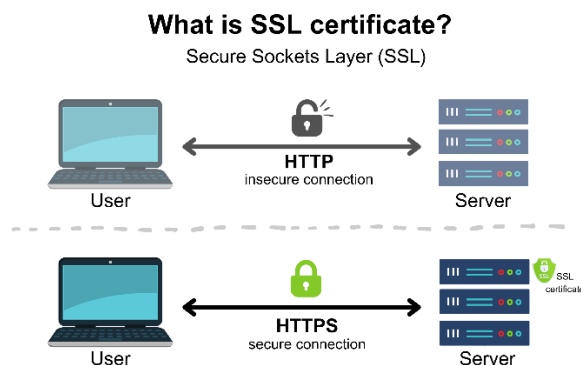 What is SSL certificate?
Secure Sockets Layer (SSL)
HTTP
insecure connection
User
Server
SSL
SSL
certificate
HTTPS
secure connection
User
Server